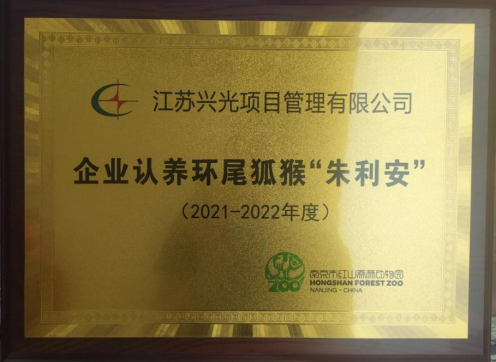 江苏兴光项目管理有限公司
企业认养环尾狐猴“朱利安”
（2021-2022年度）
ZOO
南京市红山森林动物园
HONGSHAN FOREST ZOO
NANJING·CHINA